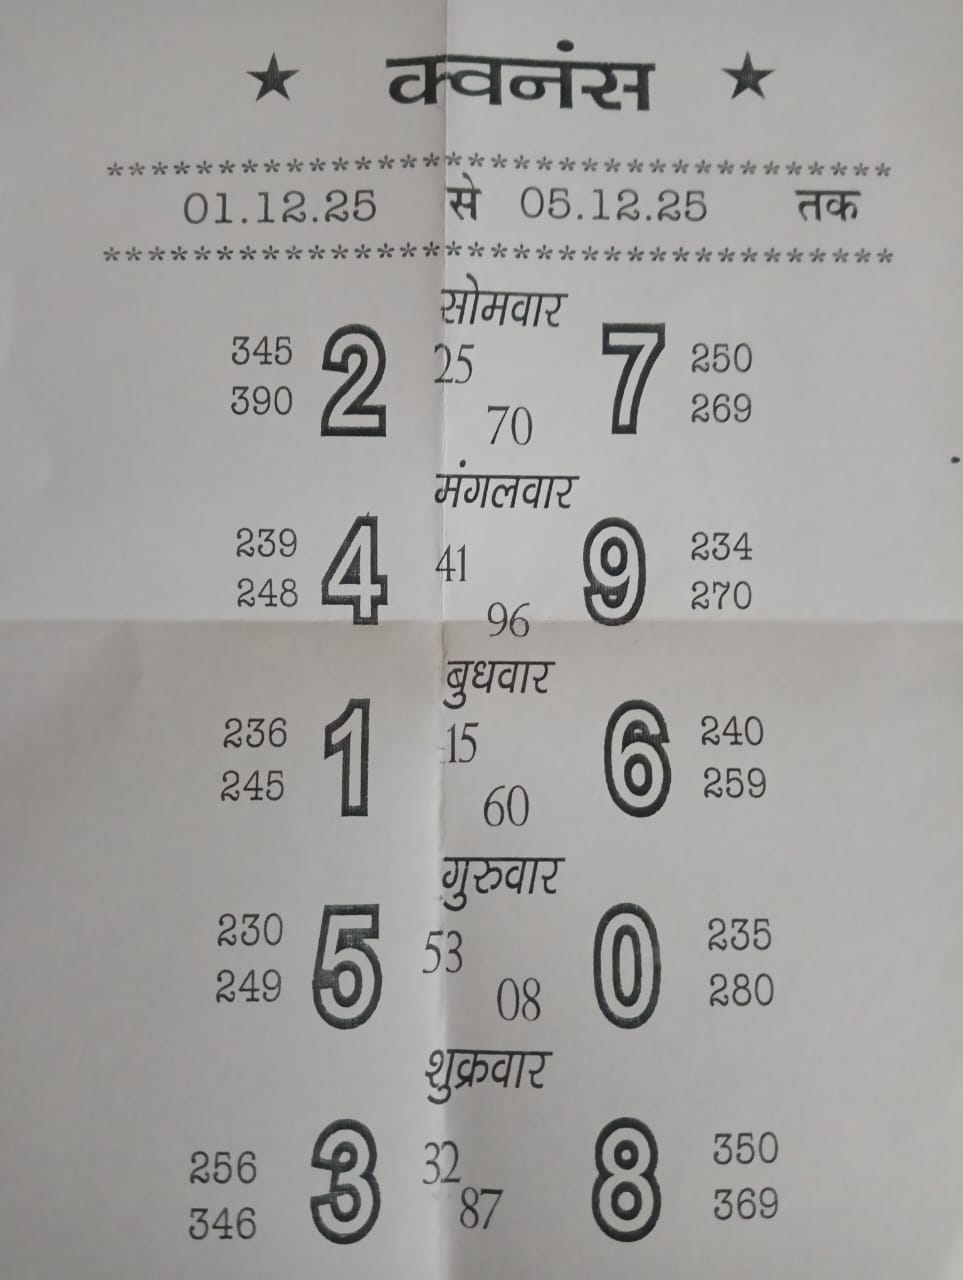 ★ क्वनंस ★
***********************************
01.12.25 से 05.12.25 तक
***********************************
सोमवार
345 2 25 7 250
390 70 269
मंगलवार
239 4 41 9 234
248 96 270
बुधवार
236 1 15 6 240
245 60 259
गुरुवार
230 5 53 0 235
249 08 280
शुक्रवार
256 3 32 8 350
346 87 369